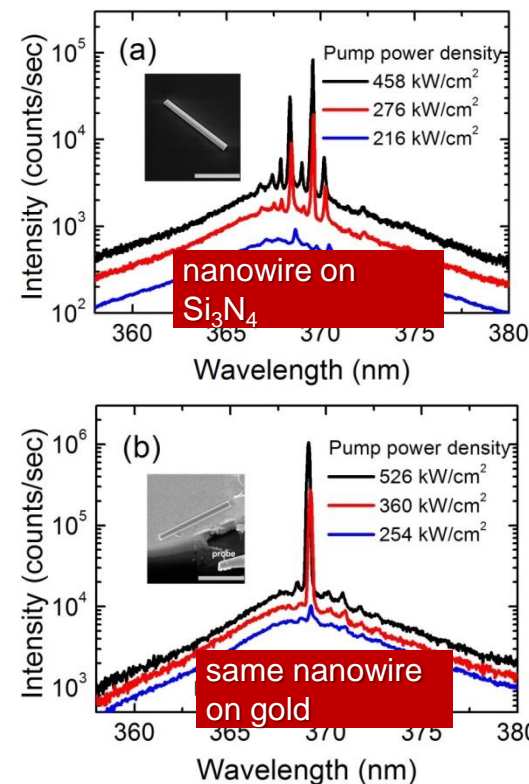 (a)
Pump power density
458 kW/cm²
276 kW/cm²
216 kW/cm²
Intensity (counts/sec)
10⁵
10⁴
10³
10²
nanowire on
Si₃N₄
360 365 370 375 380
Wavelength (nm)
(b)
Pump power density
526 kW/cm²
360 kW/cm²
254 kW/cm²
probe
Intensity (counts/sec)
10⁶
10⁵
10⁴
10³
same nanowire
on gold
360 365 370 375 380
Wavelength (nm)